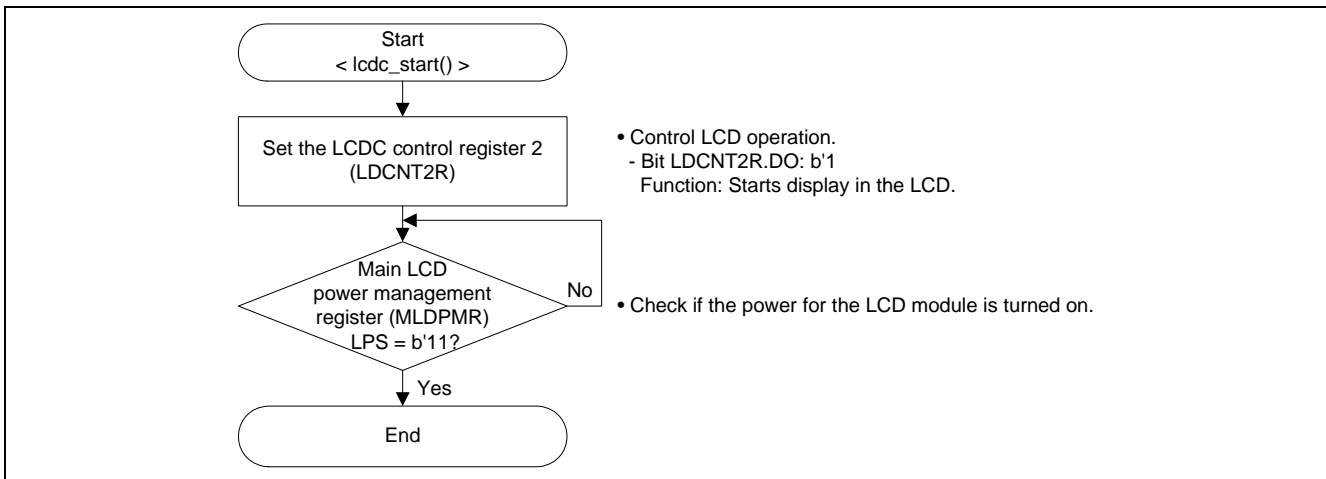 Start
< lcdc_start() >
Set the LCDC control register 2
(LDCNT2R)
• Control LCD operation.
- Bit LDCNT2R.DO: b'1
Function: Starts display in the LCD.
Main LCD
power management
register (MLDPMR)
LPS = b'11?
No
• Check if the power for the LCD module is turned on.
Yes
End